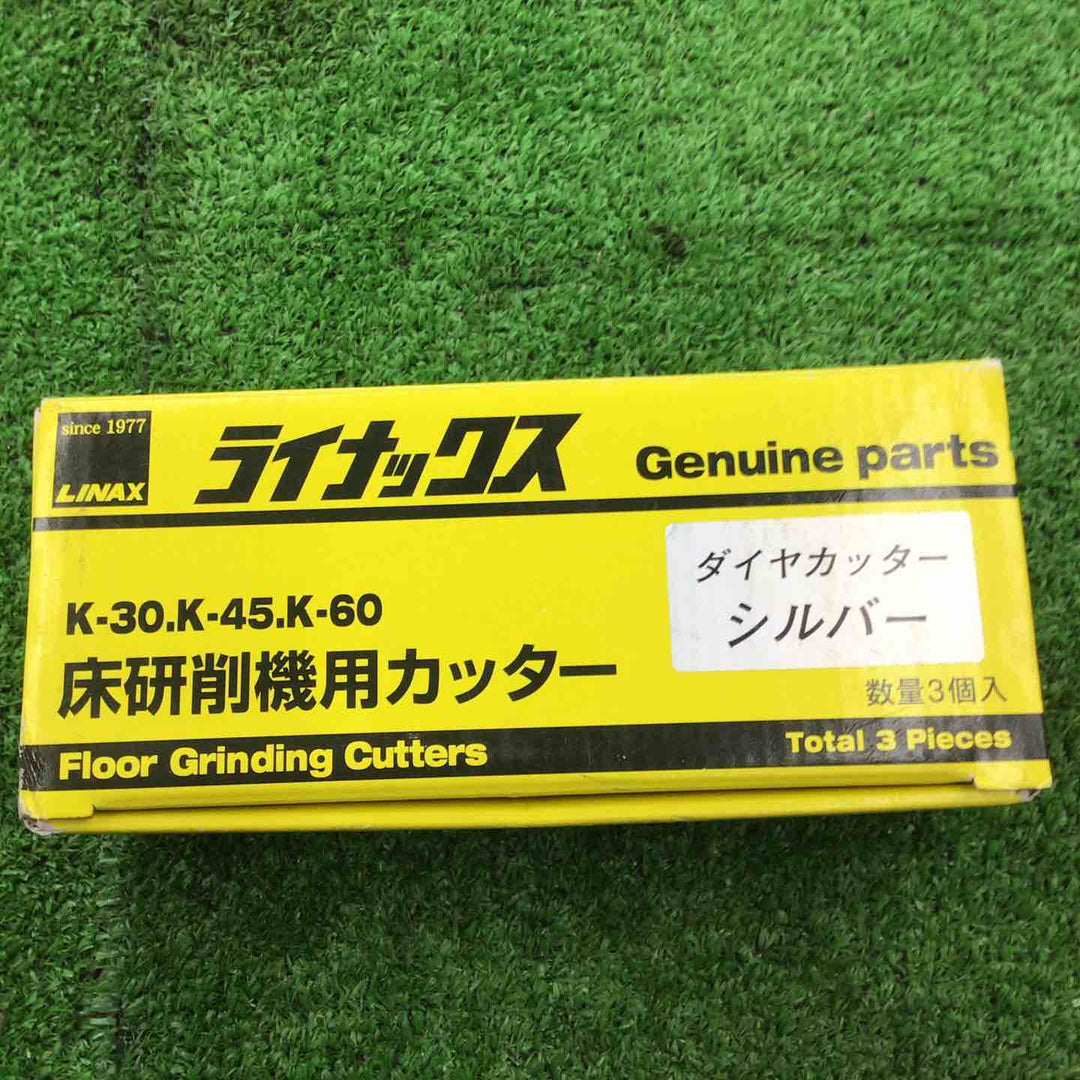 since 1977
LINAX
ライナックス
Genuine parts
ダイヤカッター
シルバー
K-30.K-45.K-60
床研削機用カッター
数量3個入
Floor Grinding Cutters
Total 3 Pieces